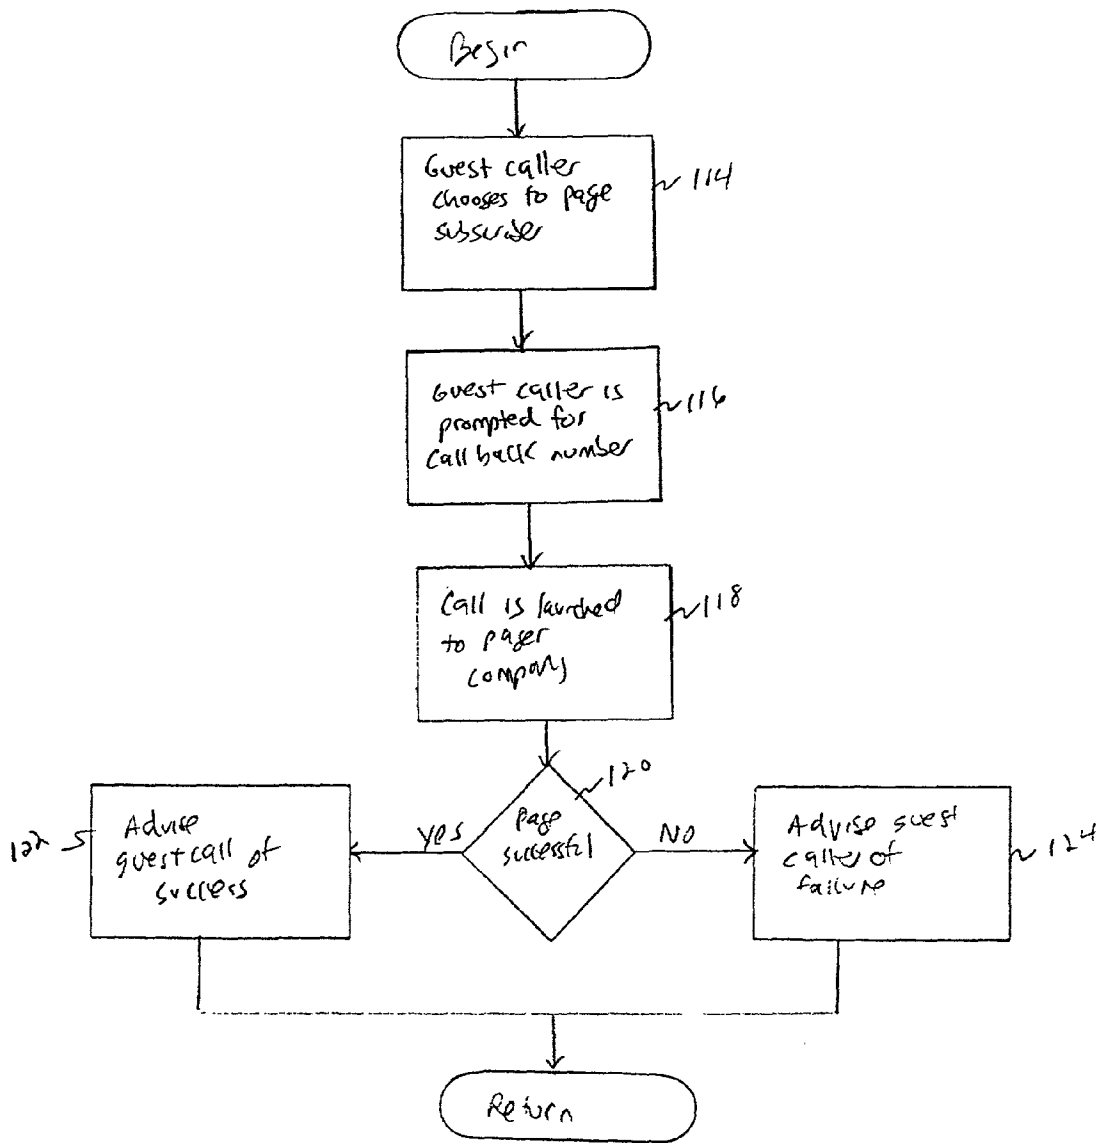 Begin
Guest caller
chooses to page
subscriber
114
Guest caller is
prompted for
call back number
116
Call is launched
to pager
company
118
120
Page
successful
Yes
No
122
Advise
guest call of
success
Advise guest
caller of
failure
124
Return